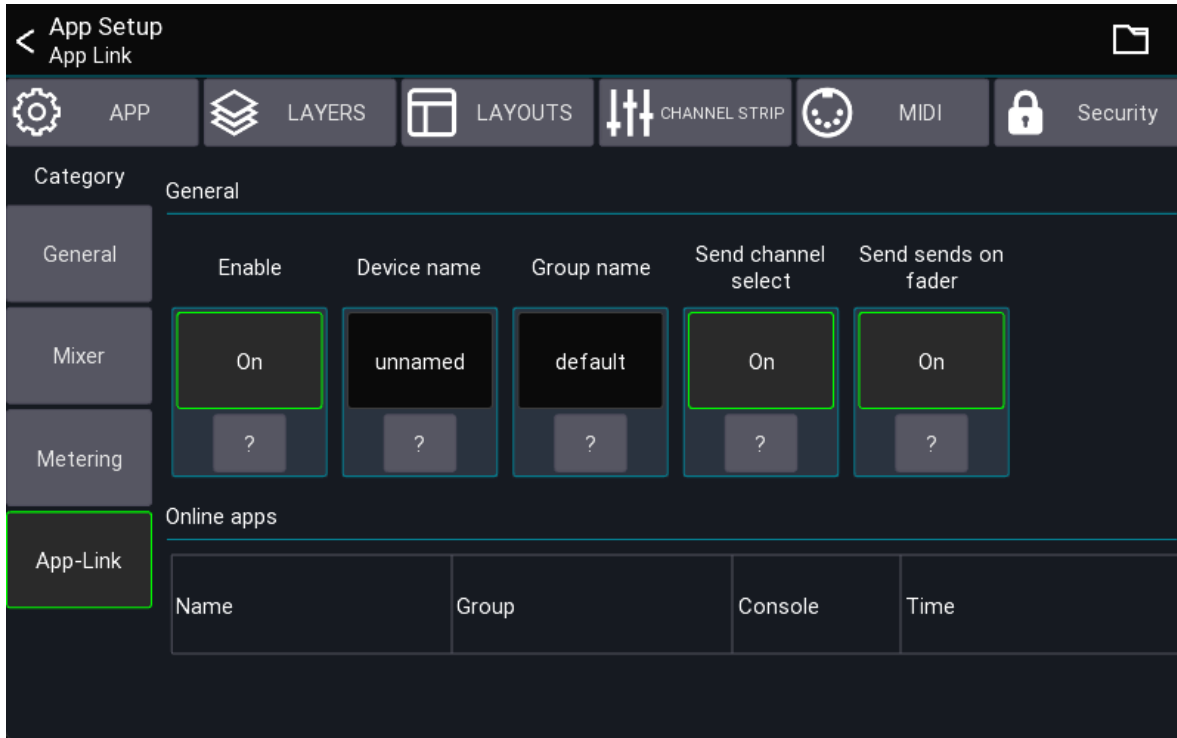 App Setup
App Link
APP
LAYERS
LAYOUTS
CHANNEL STRIP
MIDI
Security
Category
General
Mixer
Metering
App-Link
General
Enable
Device name
Group name
Send channel
select
Send sends on
fader
On
unnamed
default
On
On
?
?
?
?
?
Online apps
Name
Group
Console
Time